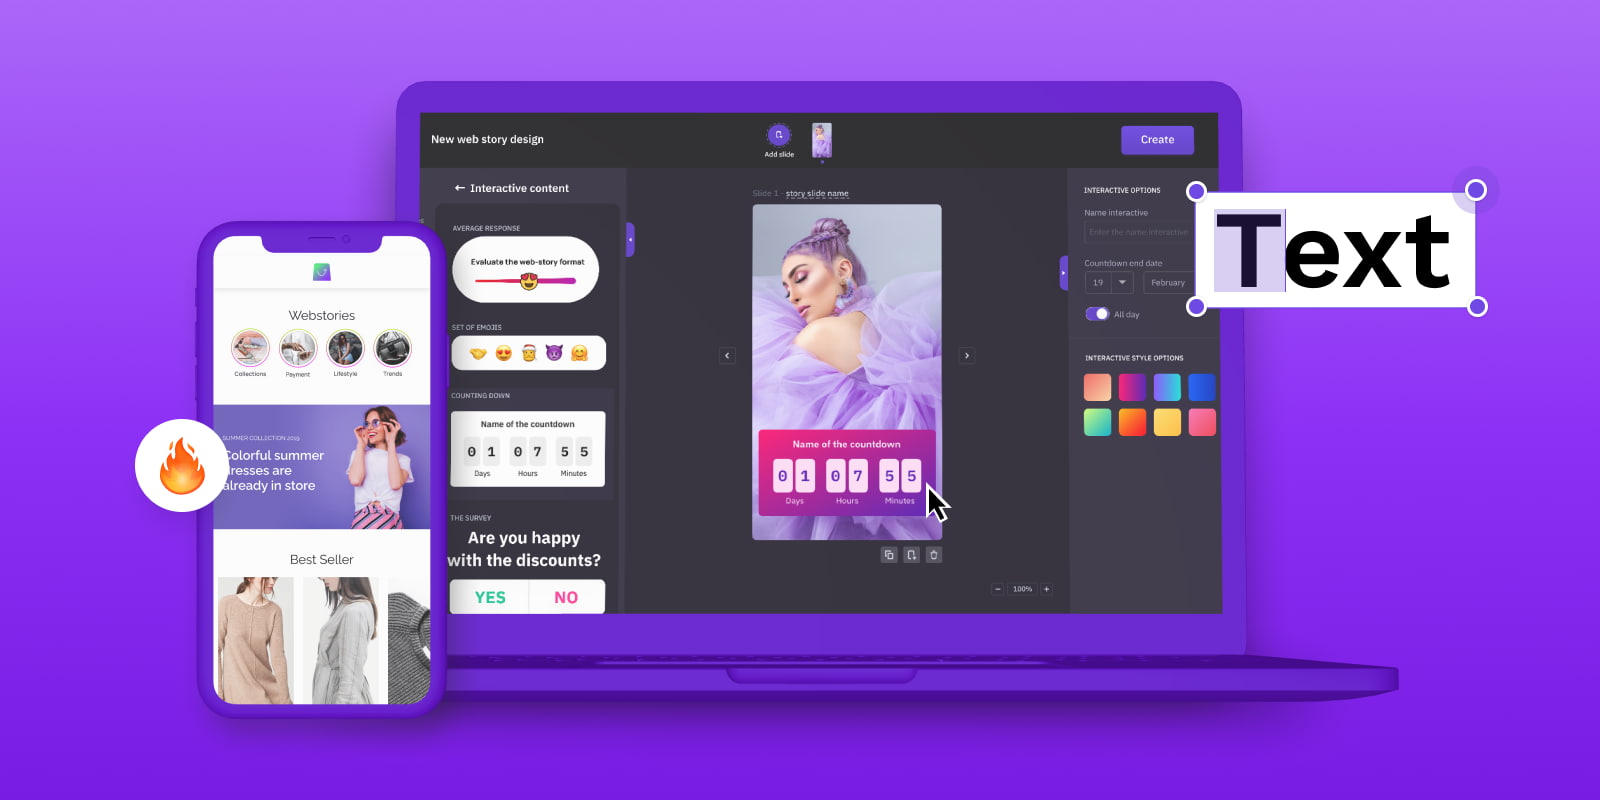 New web story design
Add slide
Create
Interactive content
AVERAGE RESPONSE
Evaluate the web-story format
SET OF EMOJIS
COUNTING DOWN
Name of the countdown
0 1 0 7 5 5
Days Hours Minutes
THE SURVEY
Are you happy
with the discounts?
YES NO
Slide 1 - story slide name
Name of the countdown
0 1 0 7 5 5
Days Hours Minutes
100%
INTERACTIVE OPTIONS
Name interactive
Enter the name interactive
Countdown end date
19 February
All day
INTERACTIVE STYLE OPTIONS
Text
Webstories
Collections Payment Lifestyle Trends
SUMMER COLLECTION 2019
Colorful summer
dresses are
already in store
Best Seller